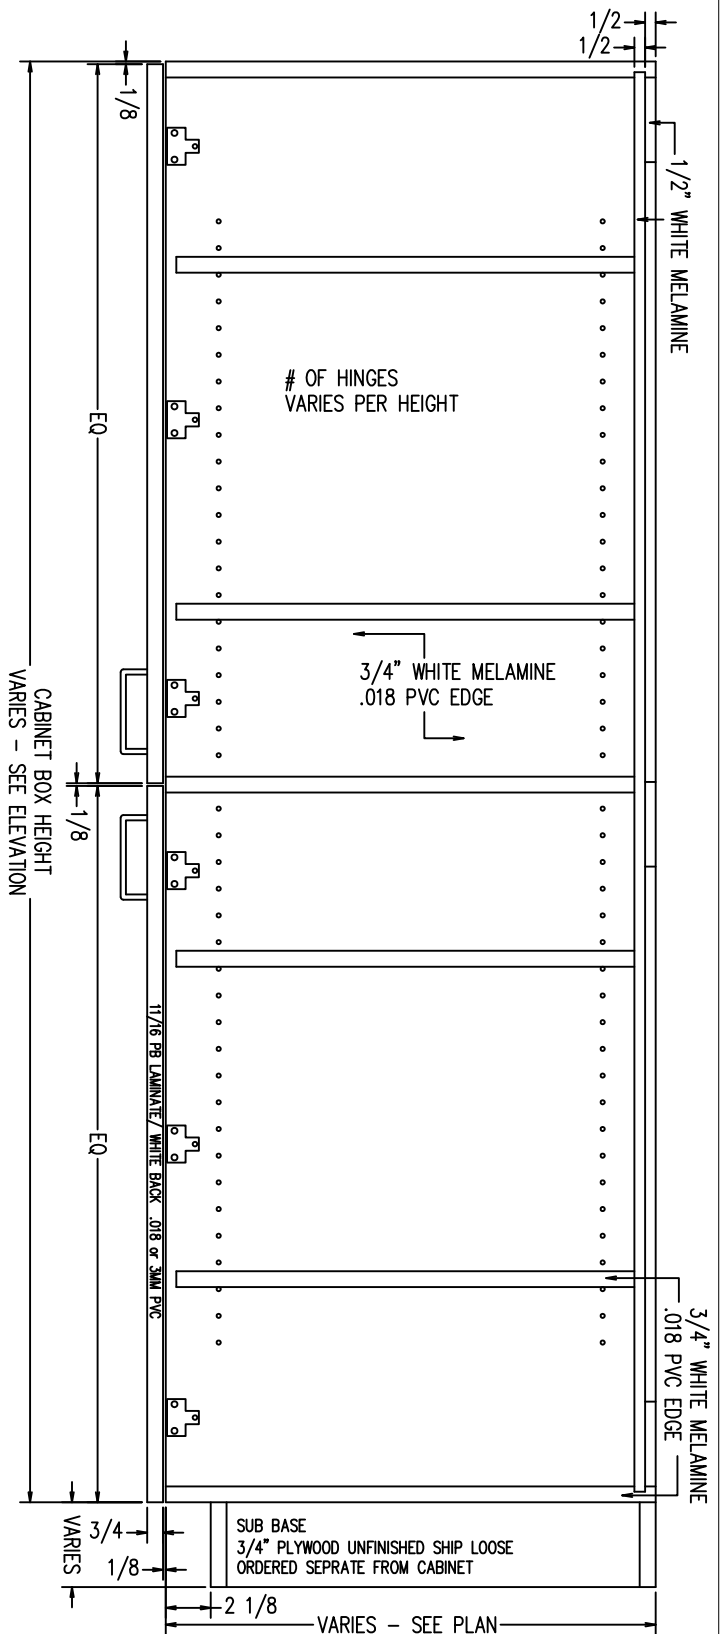 1/2
1/2
1/8
1/2" WHITE MELAMINE
# OF HINGES
VARIES PER HEIGHT
EQ
3/4" WHITE MELAMINE
.018 PVC EDGE
CABINET BOX HEIGHT
VARIES - SEE ELEVATION
1/8
11/16 PB LAMINATE/ WHITE BACK .018 or 3MM PVC
EQ
3/4" WHITE MELAMINE
.018 PVC EDGE
VARIES
3/4
1/8
SUB BASE
3/4" PLYWOOD UNFINISHED SHIP LOOSE
ORDERED SEPRATE FROM CABINET
2 1/8
VARIES - SEE PLAN